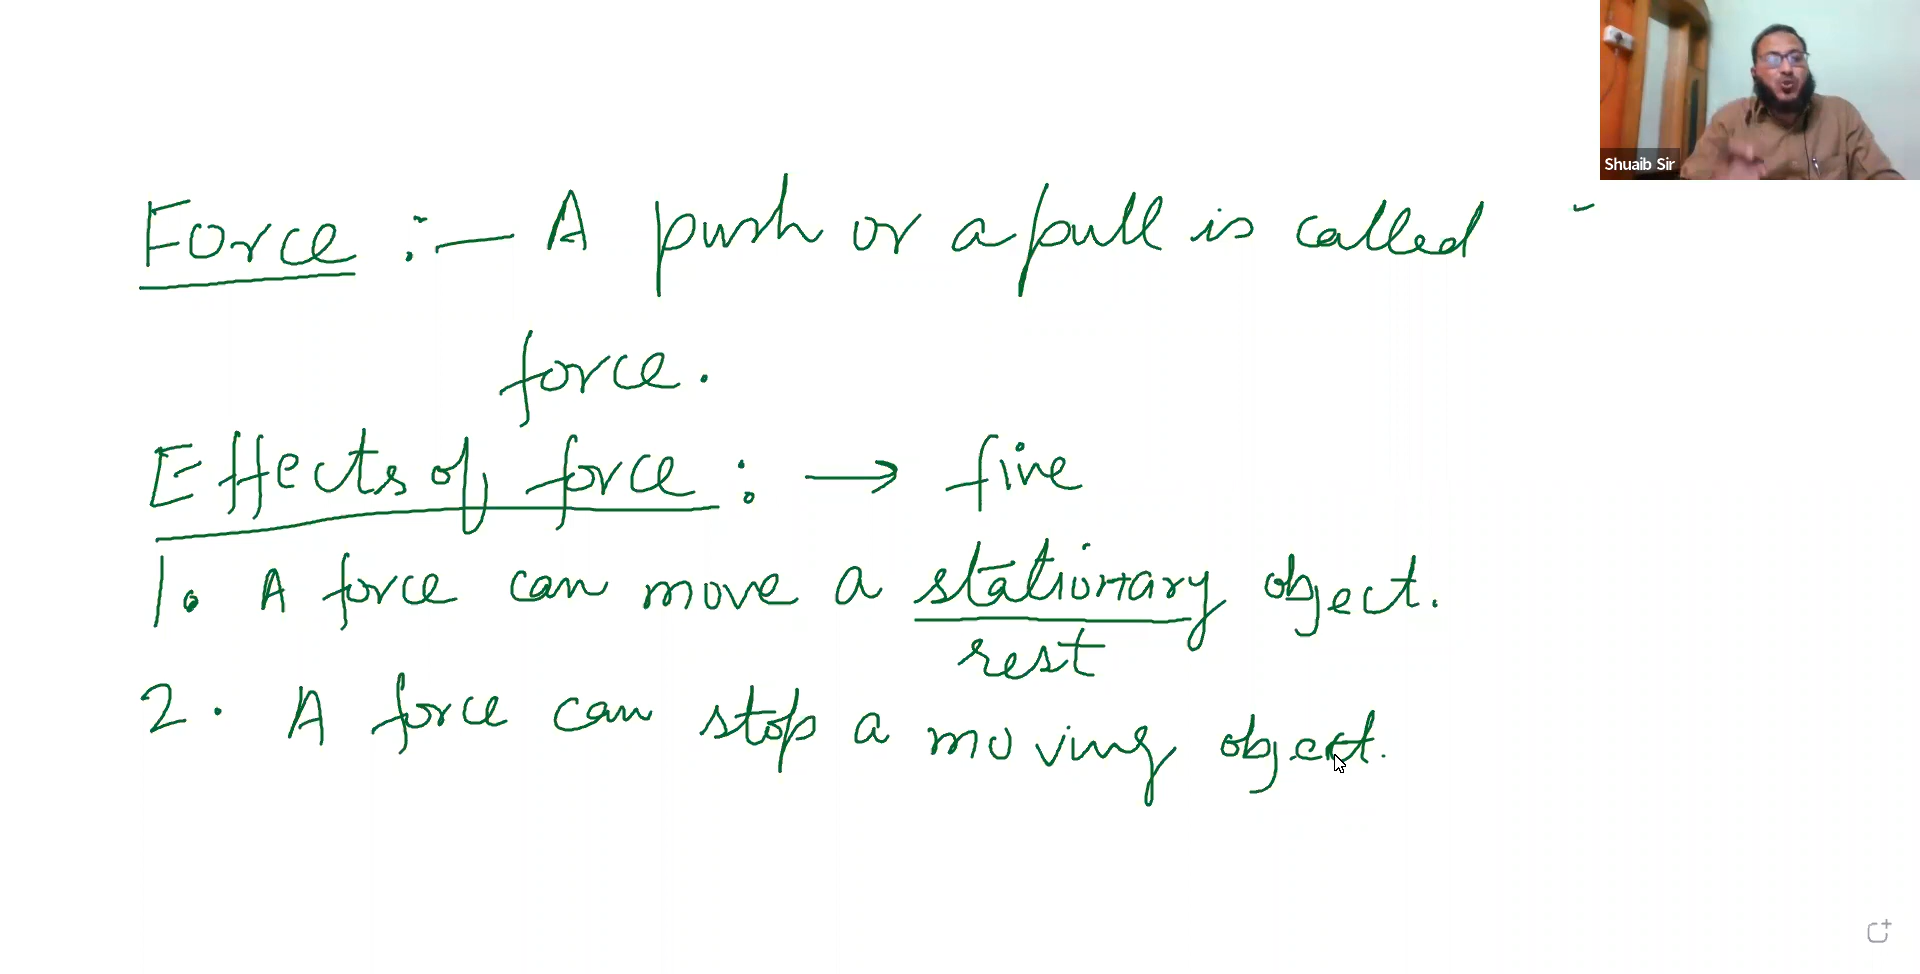 Shuaib Sir
Force :— A push or a pull is called
force.
Effects of force : → five
1. A force can move a stationary object.
rest
2. A force can stop a moving object.